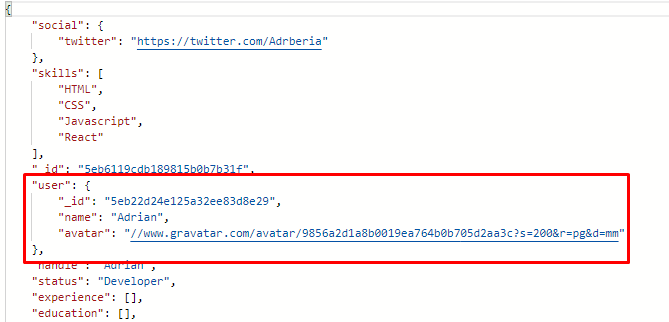 {
"social": {
"twitter": "https://twitter.com/Adrberia"
},
"skills": [
"HTML",
"CSS",
"Javascript",
"React"
],
"_id": "5eb6119cdb189815b0b7b31f",
"user": {
"_id": "5eb22d24e125a32ee83d8e29",
"name": "Adrian",
"avatar": "//www.gravatar.com/avatar/9856a2d1a8b0019ea764b0b705d2aa3c?s=200&r=pg&d=mm"
},
"handle": "Adrian",
"status": "Developer",
"experience": [],
"education": [],